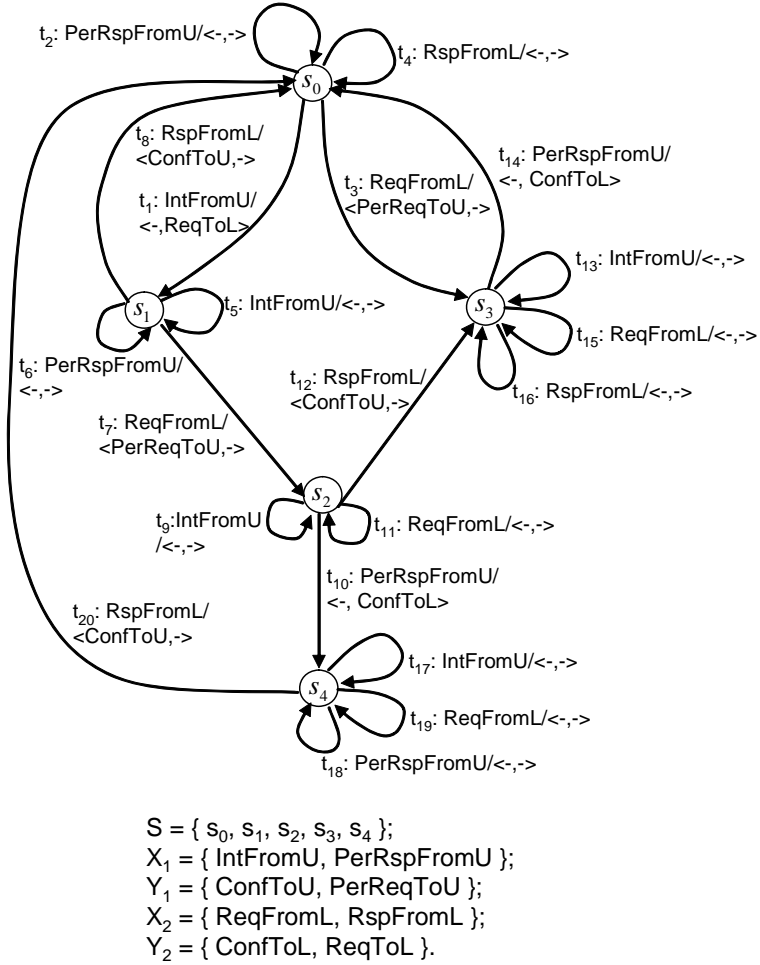 t2: PerRspFromU/<-,->
t4: RspFromL/<-,->
s0
t8: RspFromL/
<ConfToU,->
t14: PerRspFromU/
<-, ConfToL>
t3: ReqFromL/
<PerReqToU,->
t1: IntFromU/
<-,ReqToL>
t13: IntFromU/<-,->
s1
t5: IntFromU/<-,->
s3
t15: ReqFromL/<-,->
t6: PerRspFromU/
<-,->
t12: RspFromL/
<ConfToU,->
t16: RspFromL/<-,->
t7: ReqFromL/
<PerReqToU,->
s2
t9:IntFromU
/<-,->
t11: ReqFromL/<-,->
t10: PerRspFromU/
<-, ConfToL>
t20: RspFromL/
<ConfToU,->
t17: IntFromU/<-,->
s4
t19: ReqFromL/<-,->
t18: PerRspFromU/<-,->
S = { s0, s1, s2, s3, s4 };
X1 = { IntFromU, PerRspFromU };
Y1 = { ConfToU, PerReqToU };
X2 = { ReqFromL, RspFromL };
Y2 = { ConfToL, ReqToL }.